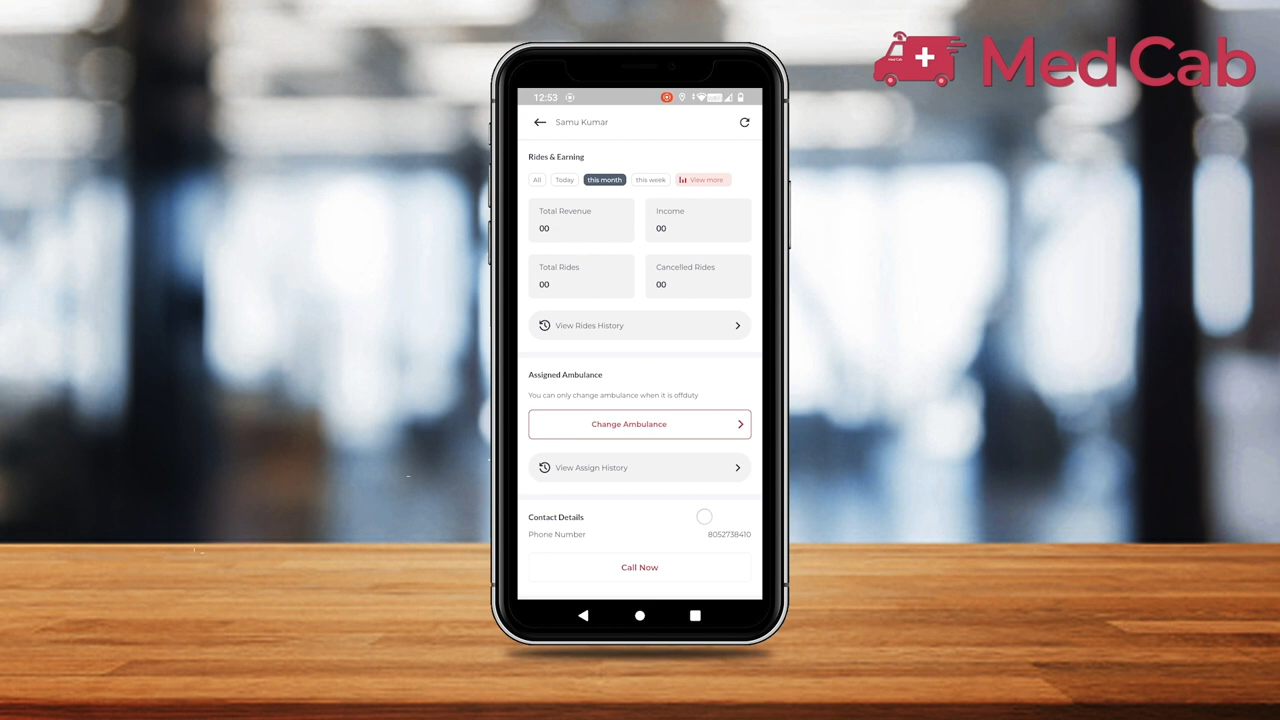 Med Cab
12:53
Samu Kumar
Rides & Earning
All Today this month this week View more
Total Revenue Income
00 00
Total Rides Cancelled Rides
00 00
View Rides History
Assigned Ambulance
You can only change ambulance when it is offduty
Change Ambulance
View Assign History
Contact Details
Phone Number 8052738410
Call Now